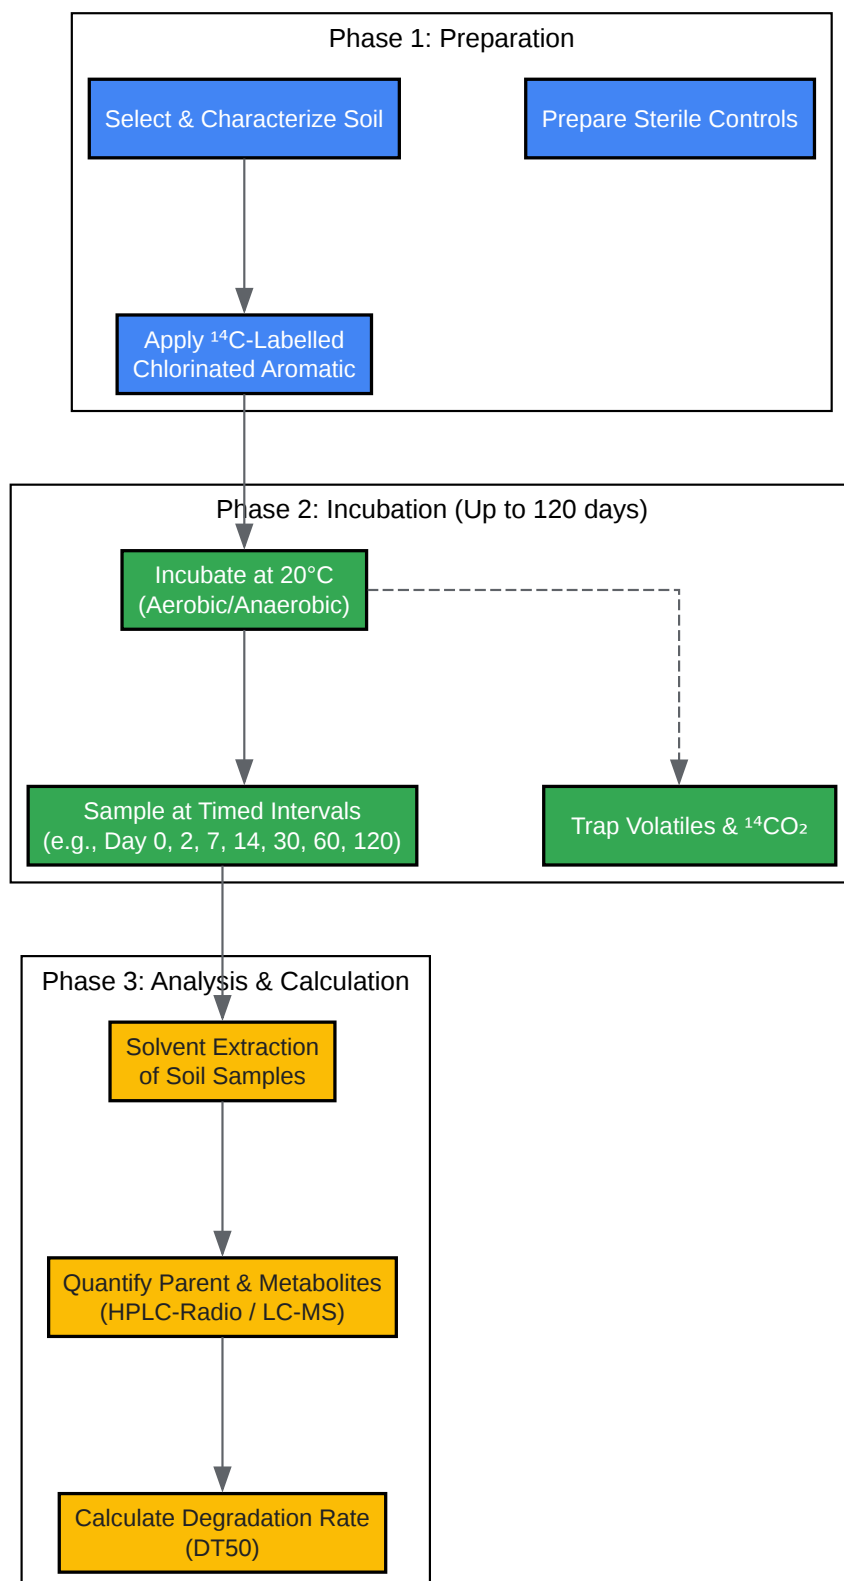 Phase 1: Preparation
Select & Characterize Soil
Prepare Sterile Controls
Apply ¹⁴C-Labelled
Chlorinated Aromatic
Phase 2: Incubation (Up to 120 days)
Incubate at 20°C
(Aerobic/Anaerobic)
Sample at Timed Intervals
(e.g., Day 0, 2, 7, 14, 30, 60, 120)
Trap Volatiles & ¹⁴CO₂
Phase 3: Analysis & Calculation
Solvent Extraction
of Soil Samples
Quantify Parent & Metabolites
(HPLC-Radio / LC-MS)
Calculate Degradation Rate
(DT50)